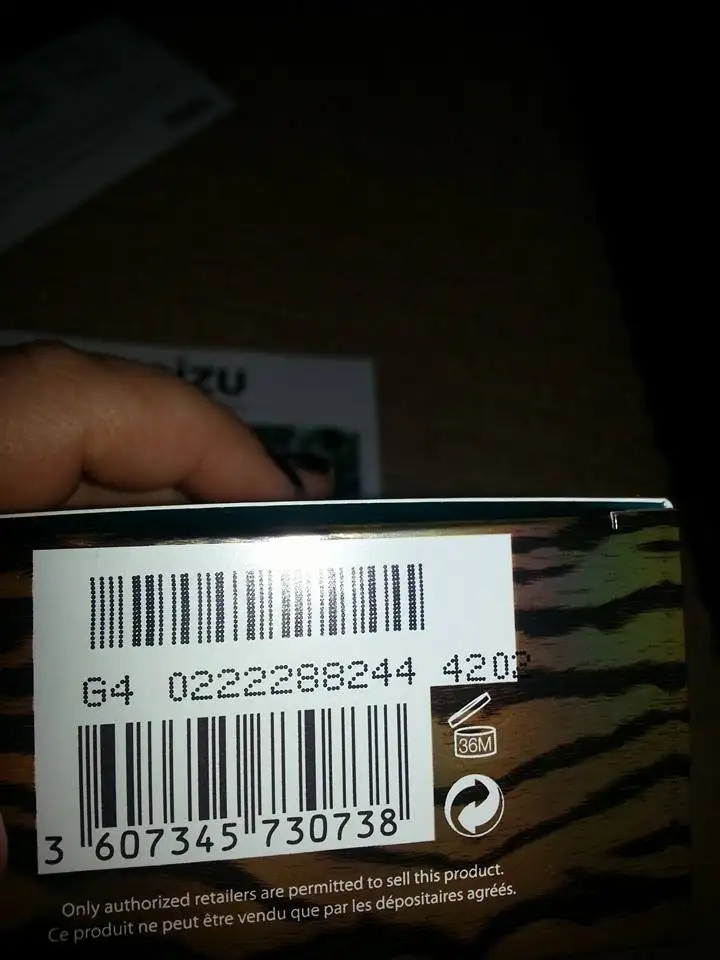 G4 0222288244 420
36M
3 607345 730738
Only authorized retailers are permitted to sell this product.
Ce produit ne peut être vendu que par les dépositaires agréés.